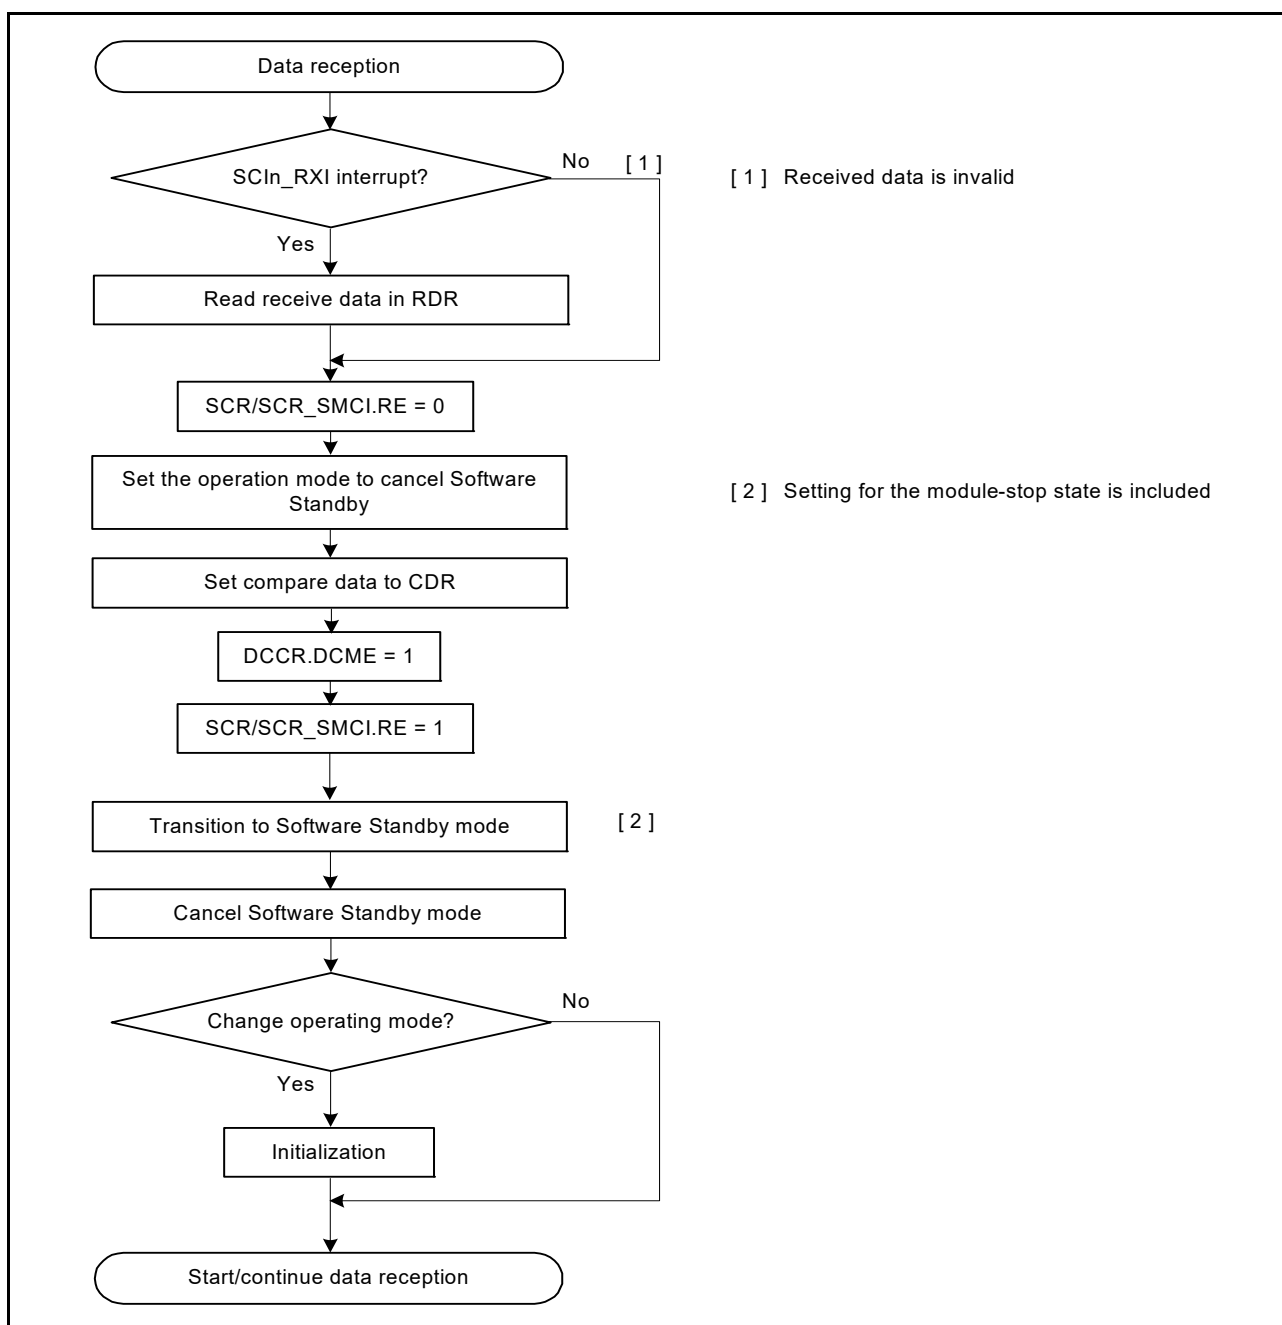 Data reception
SCIn_RXI interrupt?
No
[ 1 ]
[ 1 ] Received data is invalid
Yes
Read receive data in RDR
SCR/SCR_SMCI.RE = 0
Set the operation mode to cancel Software
Standby
[ 2 ] Setting for the module-stop state is included
Set compare data to CDR
DCCR.DCME = 1
SCR/SCR_SMCI.RE = 1
Transition to Software Standby mode
[ 2 ]
Cancel Software Standby mode
Change operating mode?
No
Yes
Initialization
Start/continue data reception